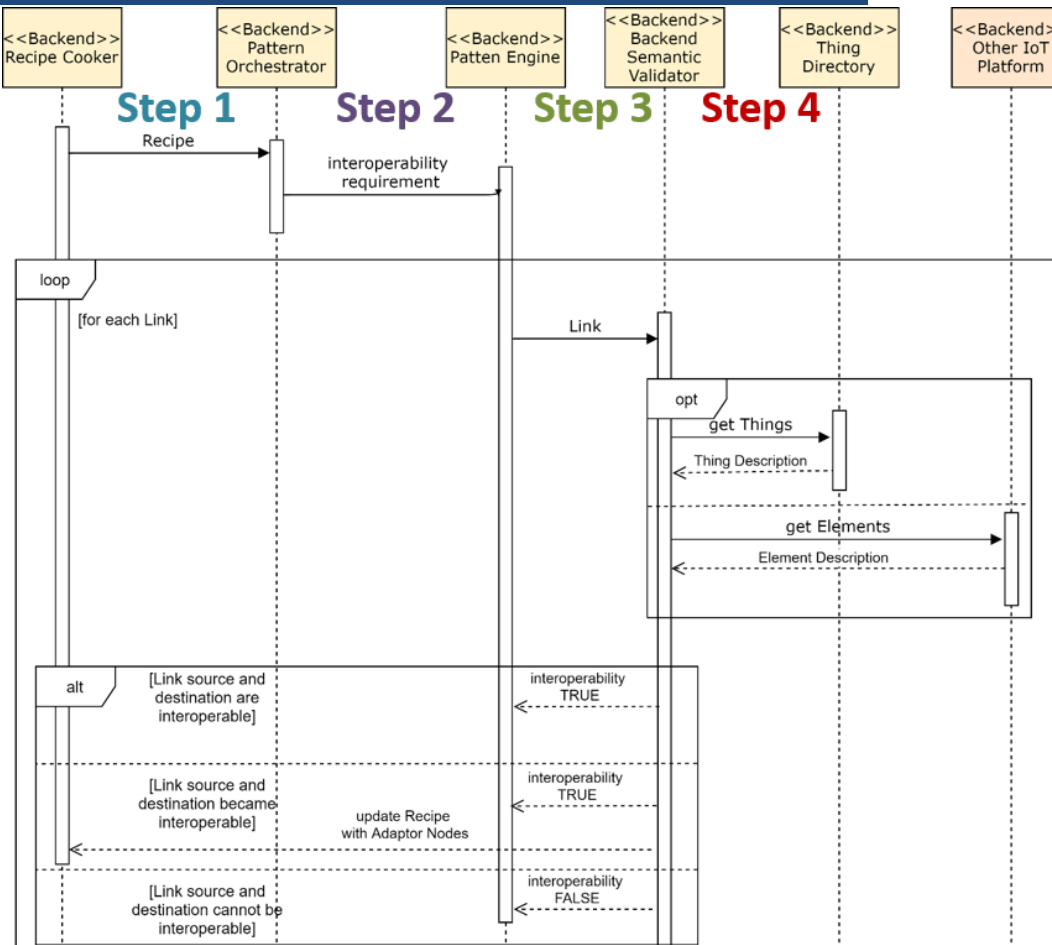 <<Backend>>
Recipe Cooker
<<Backend>>
Pattern
Orchestrator
<<Backend>>
Patten Engine
<<Backend>>
Backend
Semantic
Validator
<<Backend>>
Thing
Directory
<<Backend>
Other IoT
Platform
Step 1
Step 2
Step 3
Step 4
Recipe
interoperability
requirement
loop
[for each Link]
Link
opt
get Things
Thing Description
get Elements
Element Description
alt
[Link source and
destination are
interoperable]
interoperability
TRUE
[Link source and
destination became
interoperable]
interoperability
TRUE
update Recipe
with Adaptor Nodes
[Link source and
destination cannot be
interoperable]
interoperability
FALSE